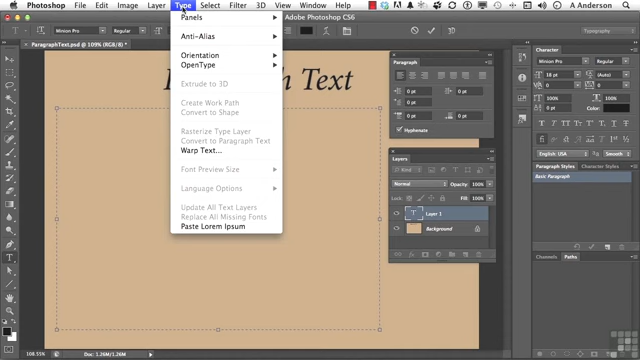 Photoshop File Edit Image Layer Type Select Filter 3D View Window Help A Anderson
Adobe Photoshop CS6
Minion Pro Regular Typography
ParagraphText.psd @ 109% (RGB/8) *
Text
Panels
Anti-Alias
Orientation
OpenType
Extrude to 3D
Create Work Path
Convert to Shape
Rasterize Type Layer
Convert to Paragraph Text
Warp Text...
Font Preview Size
Language Options
Update All Text Layers
Replace All Missing Fonts
Paste Lorem Ipsum
Paragraph
0 pt 0 pt
0 pt
0 pt 0 pt
Hyphenate
Layers
Kind
Normal Opacity: 100%
Lock: Fill: 100%
Layer 1
Background
Character
Minion Pro Regular
18 pt (Auto)
0
100% 100%
0 pt Color:
English: USA Sharp
Paragraph Styles Character Styles
Basic Paragraph
Channels Paths
108.55% Doc: 1.26M/1.26M